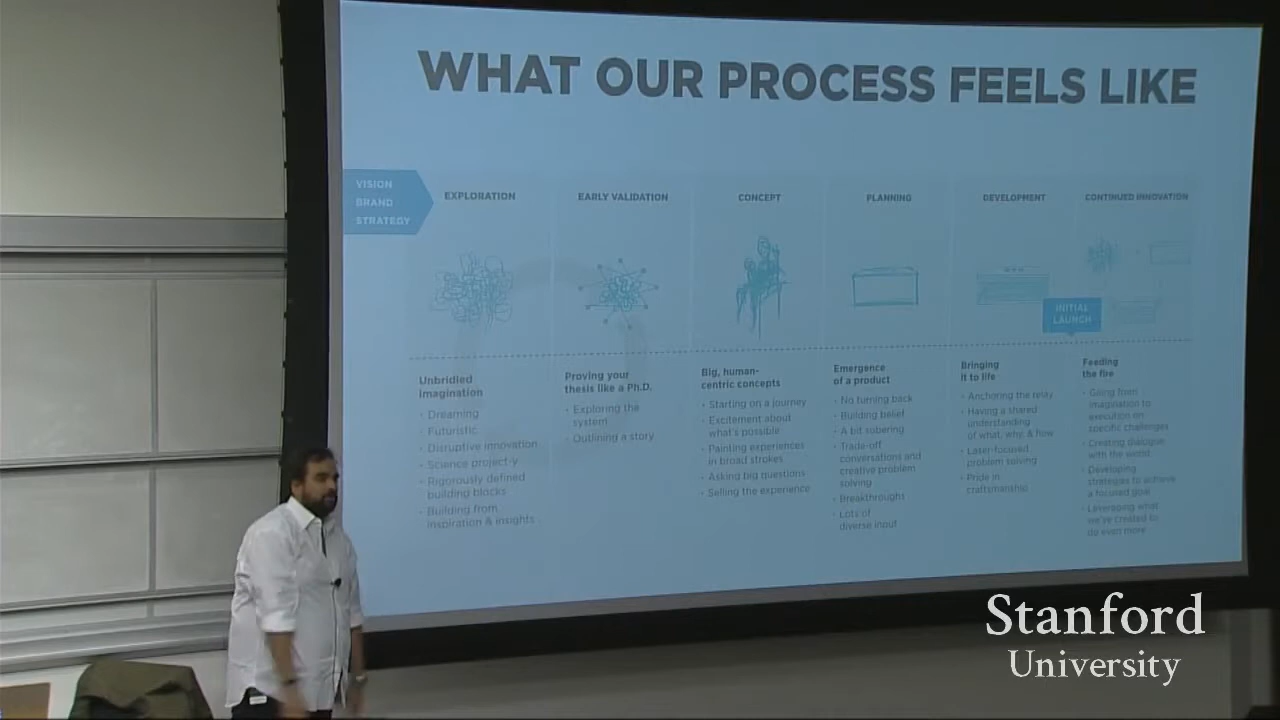 WHAT OUR PROCESS FEELS LIKE
VISION
BRAND
STRATEGY
EXPLORATION
EARLY VALIDATION
CONCEPT
PLANNING
DEVELOPMENT
CONTINUED INNOVATION
INITIAL
LAUNCH
Unbridled
Imagination
• Dreaming
• Futuristic
• Disruptive innovation
• Science project-y
• Rigorously defined
building blocks
• Building from
inspiration & insights
Proving your
thesis like a Ph.D.
• Exploring the
system
• Outlining a story
Big, human-
centric concepts
• Starting on a journey
• Excitement about
what's possible
• Painting experiences
in broad strokes
• Asking big questions
• Selling the experience
Emergence
of a product
• No turning back
• Building belief
• A bit sobering
• Trade-off
conversations and
creative problem
solving
• Breakthroughs
• Lots of
diverse input
Bringing
it to life
• Anchoring the relay
• Having a shared
understanding
of what, why, & how
• Laser-focused
problem solving
• Pride in
craftsmanship
Feeding
the fire
• Going from
imagination to
execution on
specific challenges
• Creating dialogue
with the world
• Developing
strategies to achieve
a focused goal
• Leveraging what
we've created to
do even more
Stanford
University